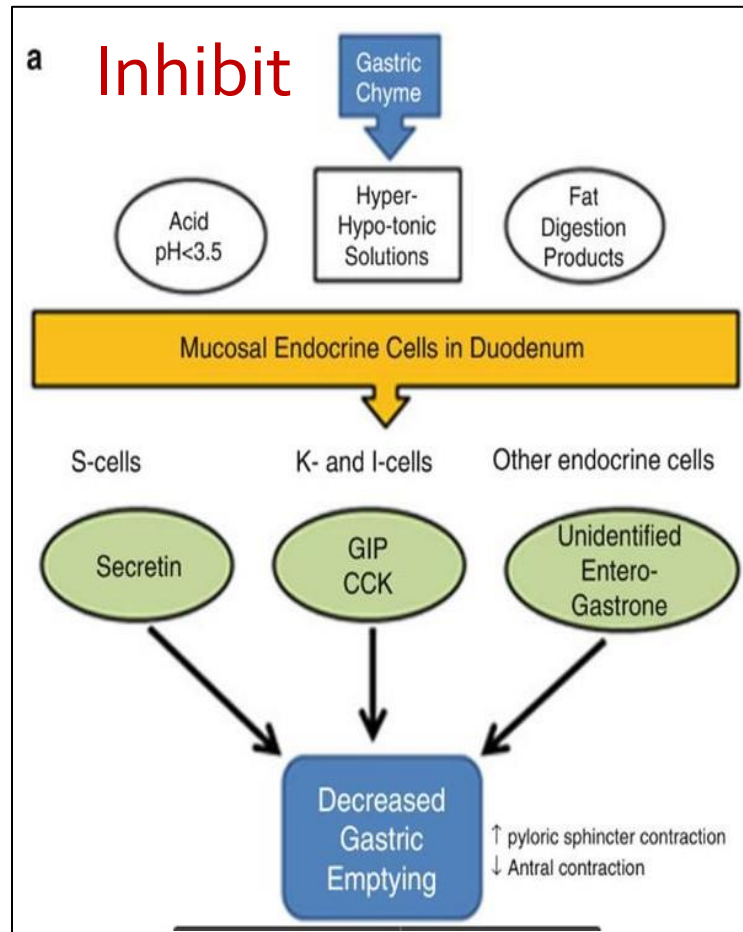 a
Inhibit
Gastric
Chyme
Acid
pH<3.5
Hyper-
Hypo-tonic
Solutions
Fat
Digestion
Products
Mucosal Endocrine Cells in Duodenum
S-cells
K- and I-cells
Other endocrine cells
Secretin
GIP
CCK
Unidentified
Entero-
Gastrone
Decreased
Gastric
Emptying
↑ pyloric sphincter contraction
↓ Antral contraction